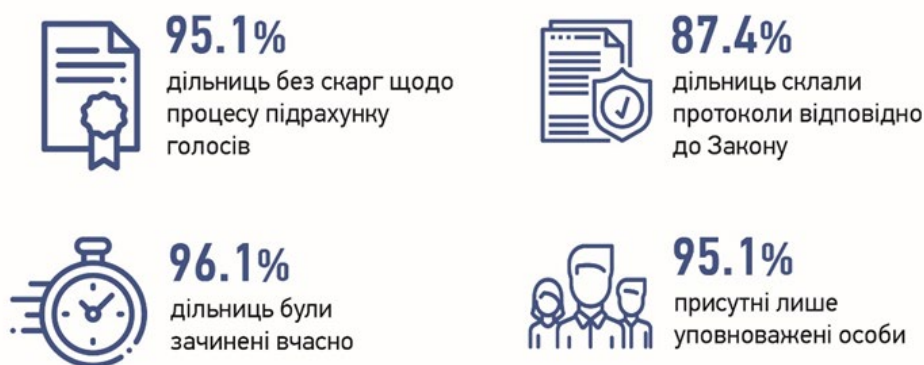 95.1%
дільниць без скарг щодо
процесу підрахунку
голосів
87.4%
дільниць склали
протоколи відповідно
до Закону
96.1%
дільниць були
зачинені вчасно
95.1%
присутні лише
уповноважені особи